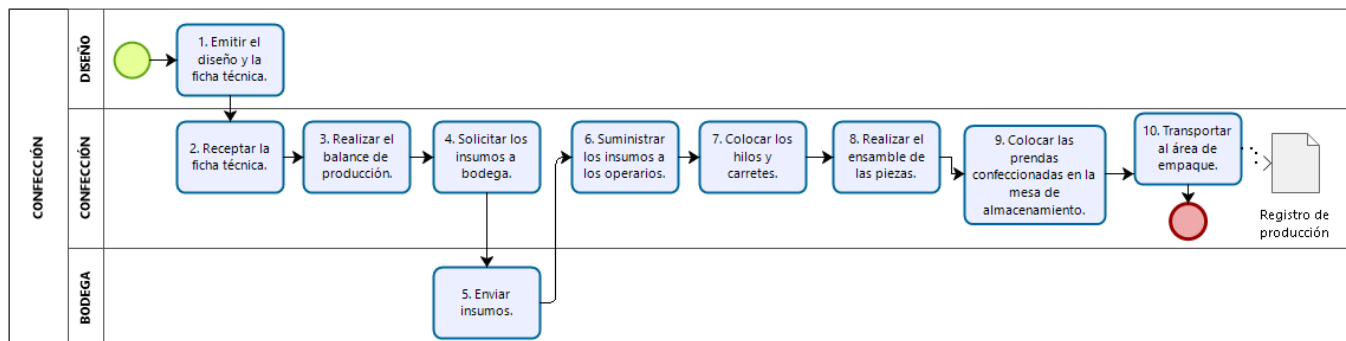 CONFECCIÓN
DISEÑO
1. Emitir el
diseño y la
ficha técnica.
CONFECCIÓN
2. Receptar la
ficha técnica.
3. Realizar el
balance de
producción.
4. Solicitar los
insumos a
bodega.
6. Suministrar
los insumos a
los operarios.
7. Colocar los
hilos y
carretes.
8. Realizar el
ensamble de
las piezas.
9. Colocar las
prendas
confeccionadas en la
mesa de
almacenamiento.
10. Transportar
al área de
empaque.
Registro de
producción
BODEGA
5. Enviar
insumos.